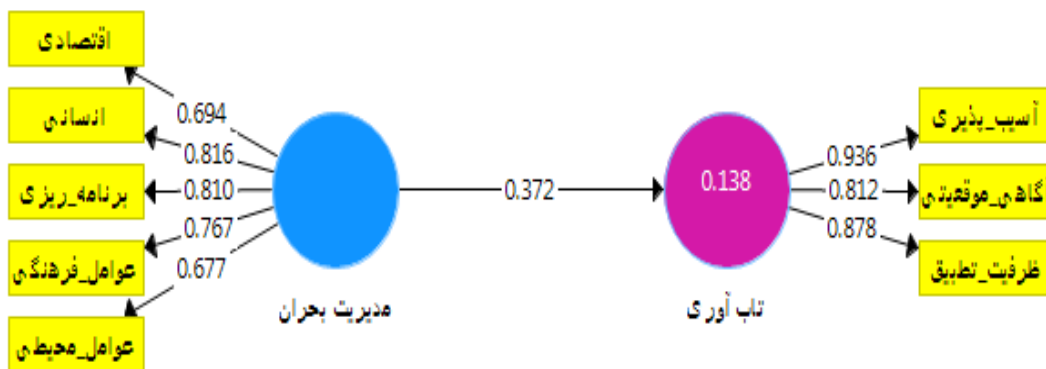 اقتصادی
انسانی
برنامه_ریزی
عوامل_فرهنگی
عوامل_محیطی
0.694
0.816
0.810
0.767
0.677
مدیریت بحران
0.372
0.138
تاب آوری
0.936
0.812
0.878
آسیب_پذیری
گاهی_موقعیتی
ظرفیت_تطبیق